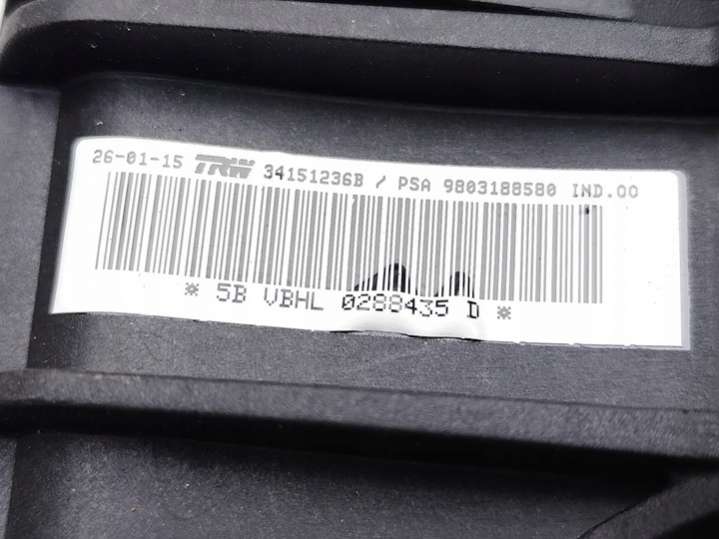 26-01-15 TRW 34151236B / PSA 9803188580 IND.00
* 5B VBHL 0288435 D *